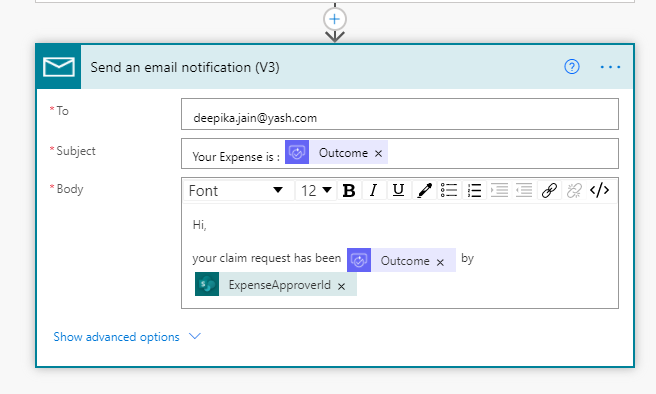 Send an email notification (V3)
* To
deepika.jain@yash.com
* Subject
Your Expense is : Outcome ×
* Body
Font 12 B I U </>
Hi,
your claim request has been Outcome × by
ExpenseApproverId ×
Show advanced options